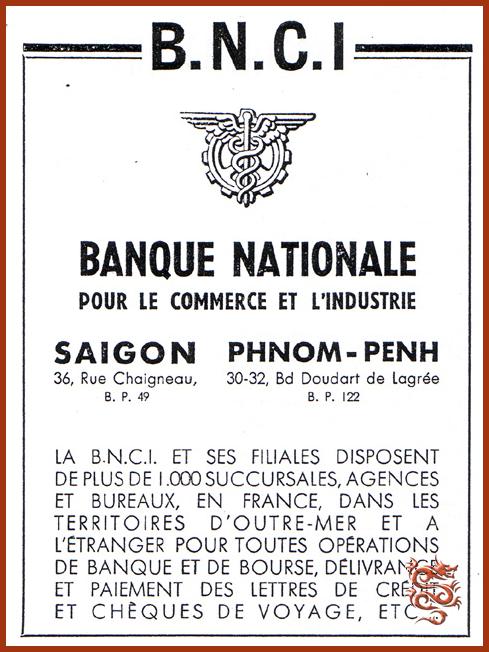 B.N.C.I
BANQUE NATIONALE
POUR LE COMMERCE ET L'INDUSTRIE
SAIGON
36, Rue Chaigneau,
B. P. 49
PHNOM-PENH
30-32, Bd Doudart de Lagrée
B. P. 122
LA B.N.C.I. ET SES FILIALES DISPOSENT
DE PLUS DE 1.000 SUCCURSALES, AGENCES
ET BUREAUX, EN FRANCE, DANS LES
TERRITOIRES D'OUTRE-MER ET A
L'ÉTRANGER POUR TOUTES OPÉRATIONS
DE BANQUE ET DE BOURSE, DÉLIVRANCE
ET PAIEMENT DES LETTRES DE CRÉDIT
ET CHÈQUES DE VOYAGE, ETC